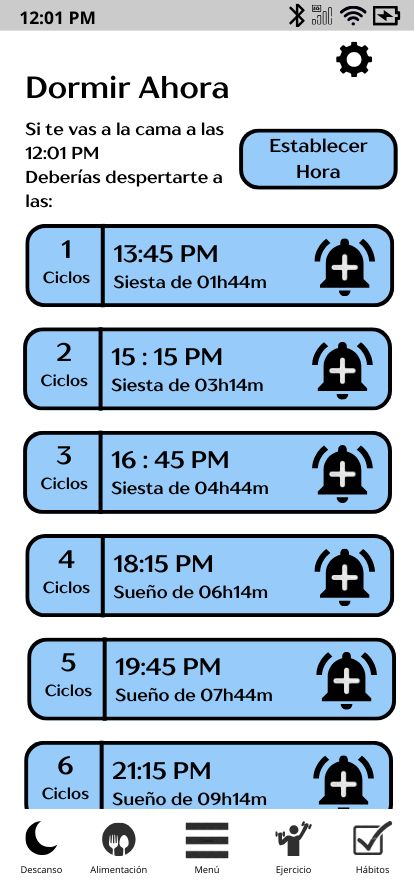 12:01 PM
Dormir Ahora
Si te vas a la cama a las
12:01 PM
Deberías despertarte a
las:
Establecer
Hora
1
Ciclos
13:45 PM
Siesta de 01h44m
2
Ciclos
15 : 15 PM
Siesta de 03h14m
3
Ciclos
16 : 45 PM
Siesta de 04h44m
4
Ciclos
18:15 PM
Sueño de 06h14m
5
Ciclos
19:45 PM
Sueño de 07h44m
6
Ciclos
21:15 PM
Sueño de 09h14m
Descanso
Alimentación
Menú
Ejercicio
Hábitos